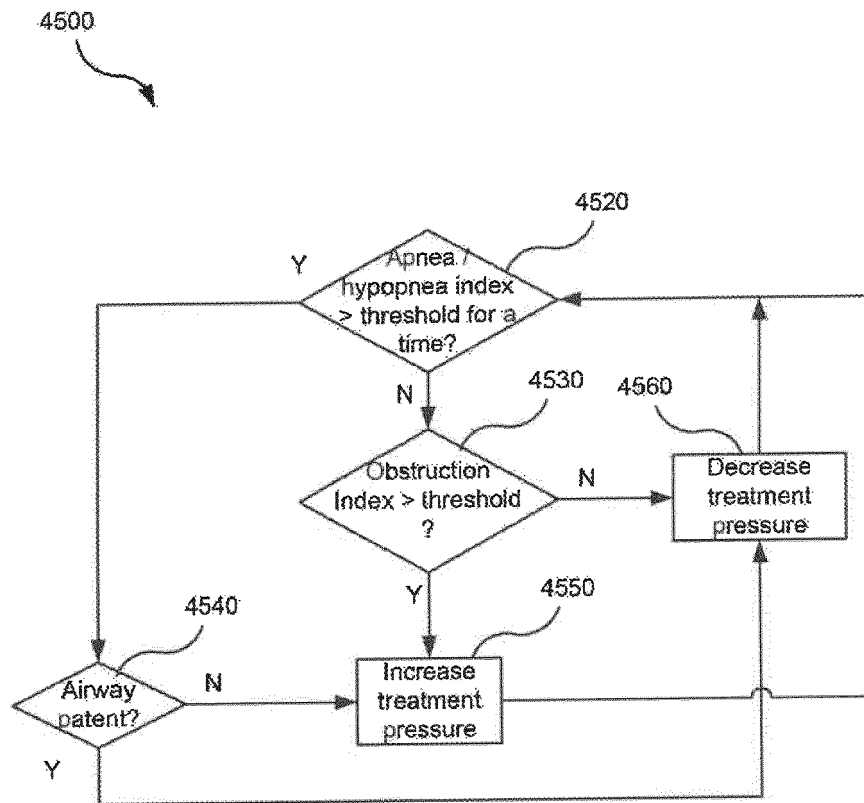 4500
4520
Y
Apnea /
hypopnea index
> threshold for a
time?
N
4530
4560
Obstruction
Index > threshold
?
N
Decrease
treatment
pressure
Y
4540
4550
Airway
patent?
N
Increase
treatment
pressure
Y